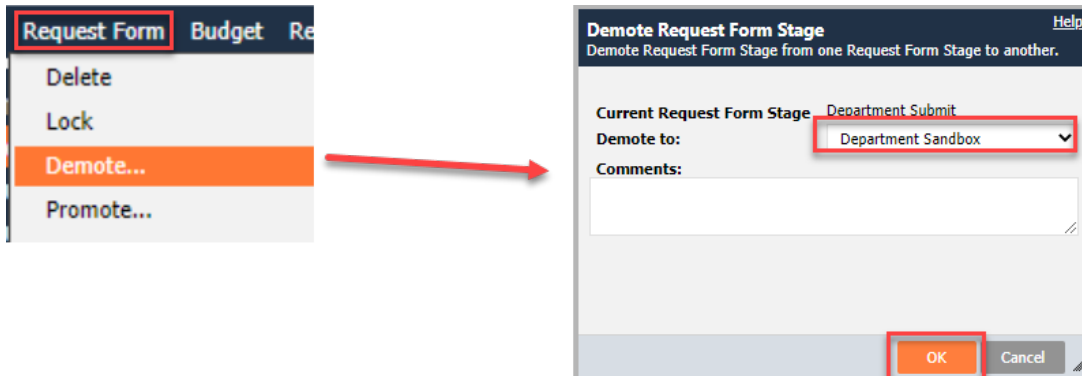 Request Form Budget Re
Delete
Lock
Demote...
Promote...
Demote Request Form Stage Help
Demote Request Form Stage from one Request Form Stage to another.
Current Request Form Stage Department Submit
Demote to: Department Sandbox
Comments:
OK Cancel